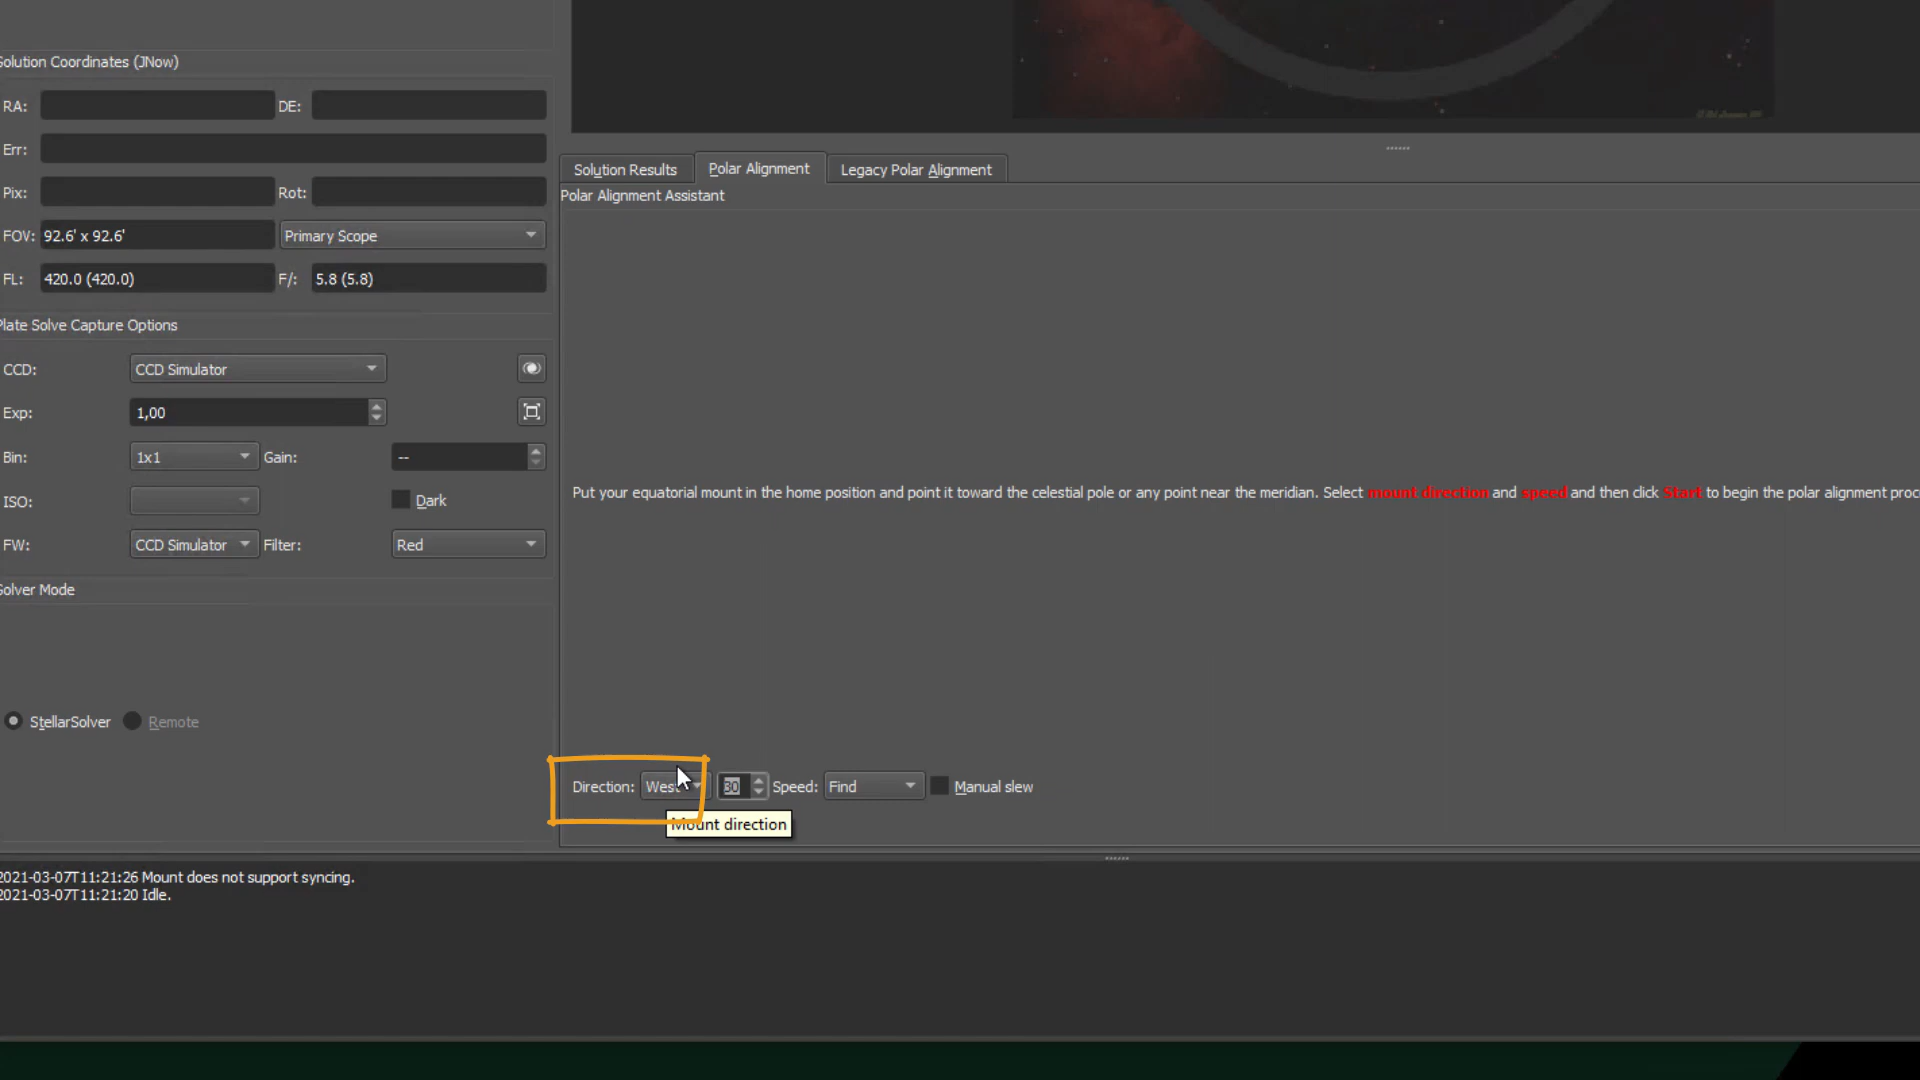 Solution Coordinates (JNow)
RA:
DE:
Err:
Pix:
Rot:
FOV: 92.6' x 92.6'
Primary Scope
FL: 420.0 (420.0)
F/: 5.8 (5.8)
Plate Solve Capture Options
CCD: CCD Simulator
Exp: 1,00
Bin: 1x1
Gain: --
ISO:
Dark
FW: CCD Simulator
Filter: Red
Solver Mode
StellarSolver
Remote
Solution Results
Polar Alignment
Legacy Polar Alignment
Polar Alignment Assistant
Put your equatorial mount in the home position and point it toward the celestial pole or any point near the meridian. Select mount direction and speed and then click Start to begin the polar alignment proc
Direction: West 30 Speed: Find Manual slew
Mount direction
2021-03-07T11:21:26 Mount does not support syncing.
2021-03-07T11:21:20 Idle.